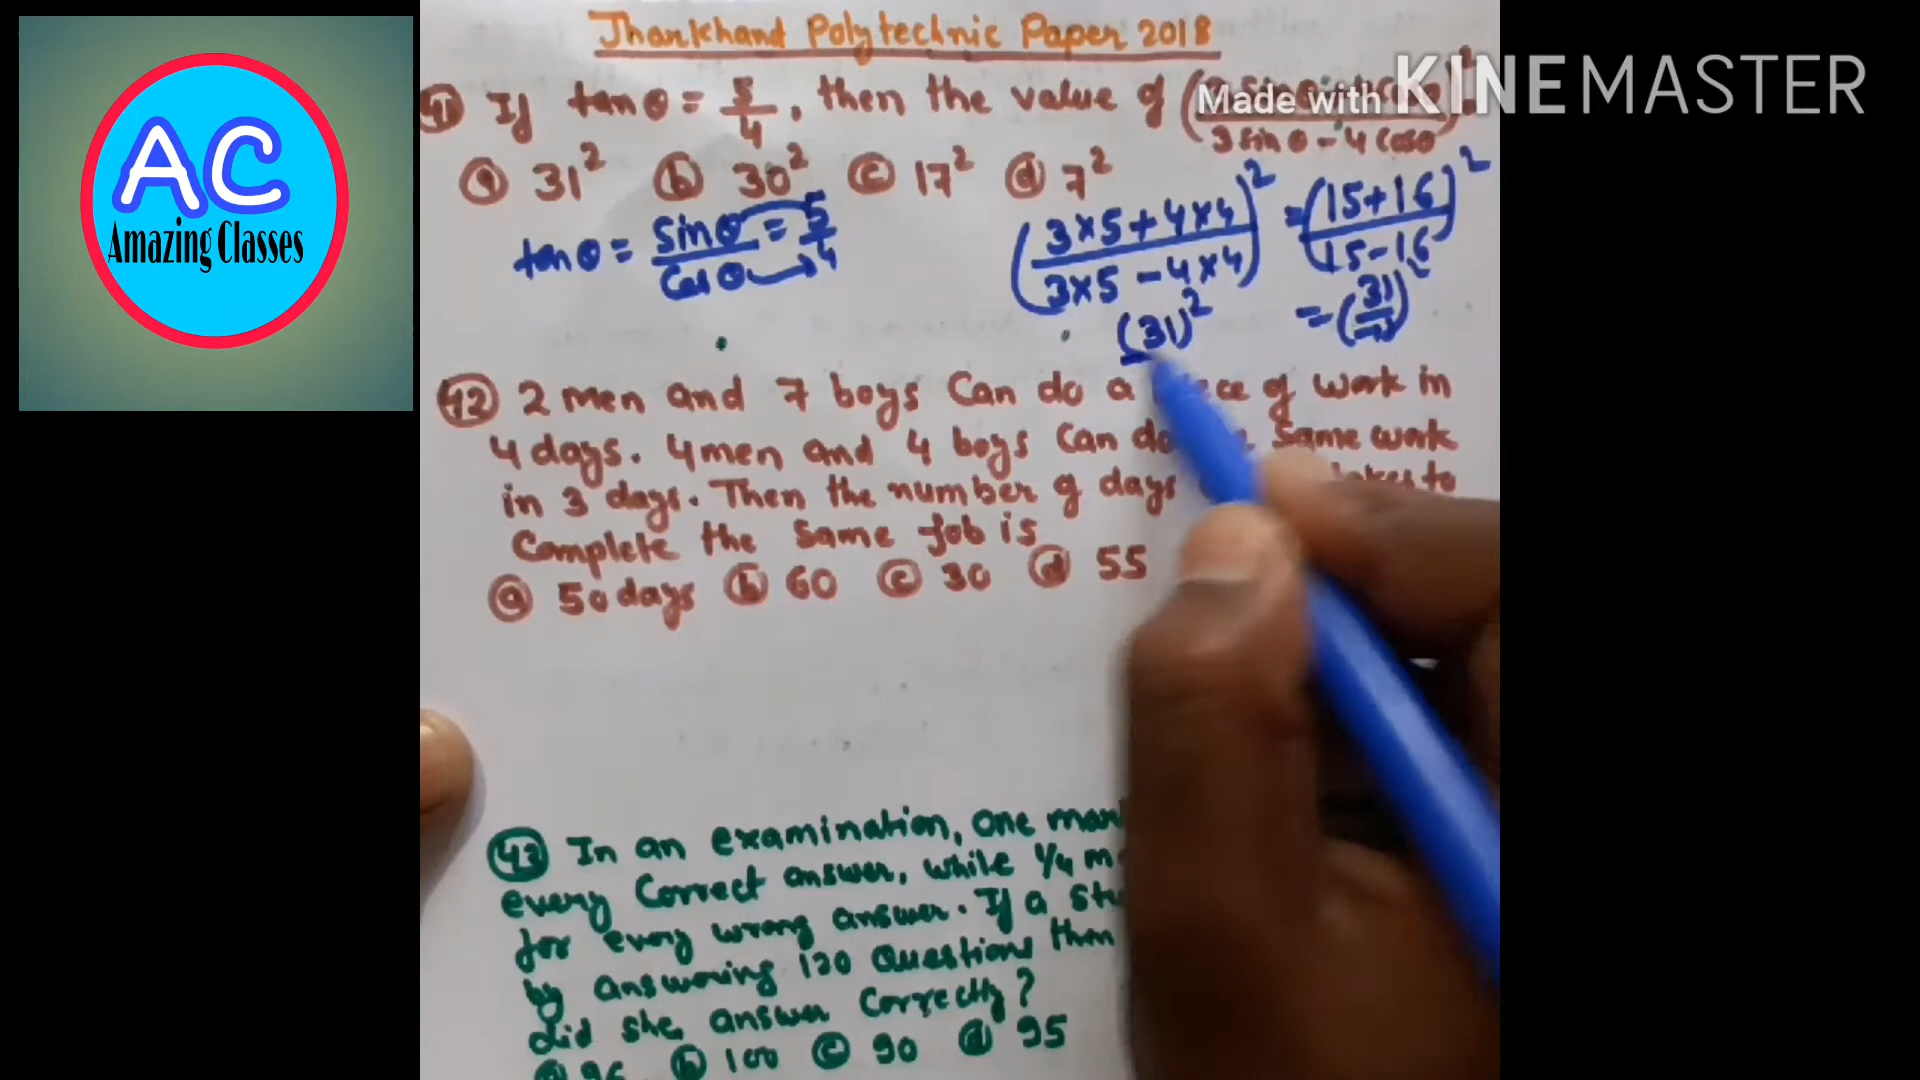 Jharkhand Polytechnic Paper 2018
Made with KINEMASTER
AC
Amazing Classes
41 If tanθ = 5/4, then the value of
3 sin θ - 4 cosθ
a 31² b 30² c 17² d 7²
tanθ = sinθ/cosθ = 5/4
(3×5+4×4 / 3×5-4×4)² = (15+16 / 15-16)²
(31)² = (31/-1)²
42 2 men and 7 boys Can do a of work in
4 days. 4 men and 4 boys Can do Same work
in 3 days. Then the number of days to
Complete the Same Job is
a 50 days b 60 c 30 d 55
43 In an examination, one
every Correct answer, while 1/4
for every wrong answer. If a
by answering 120 Questions then
did she answer Correctly?
b 100 c 90 d 95